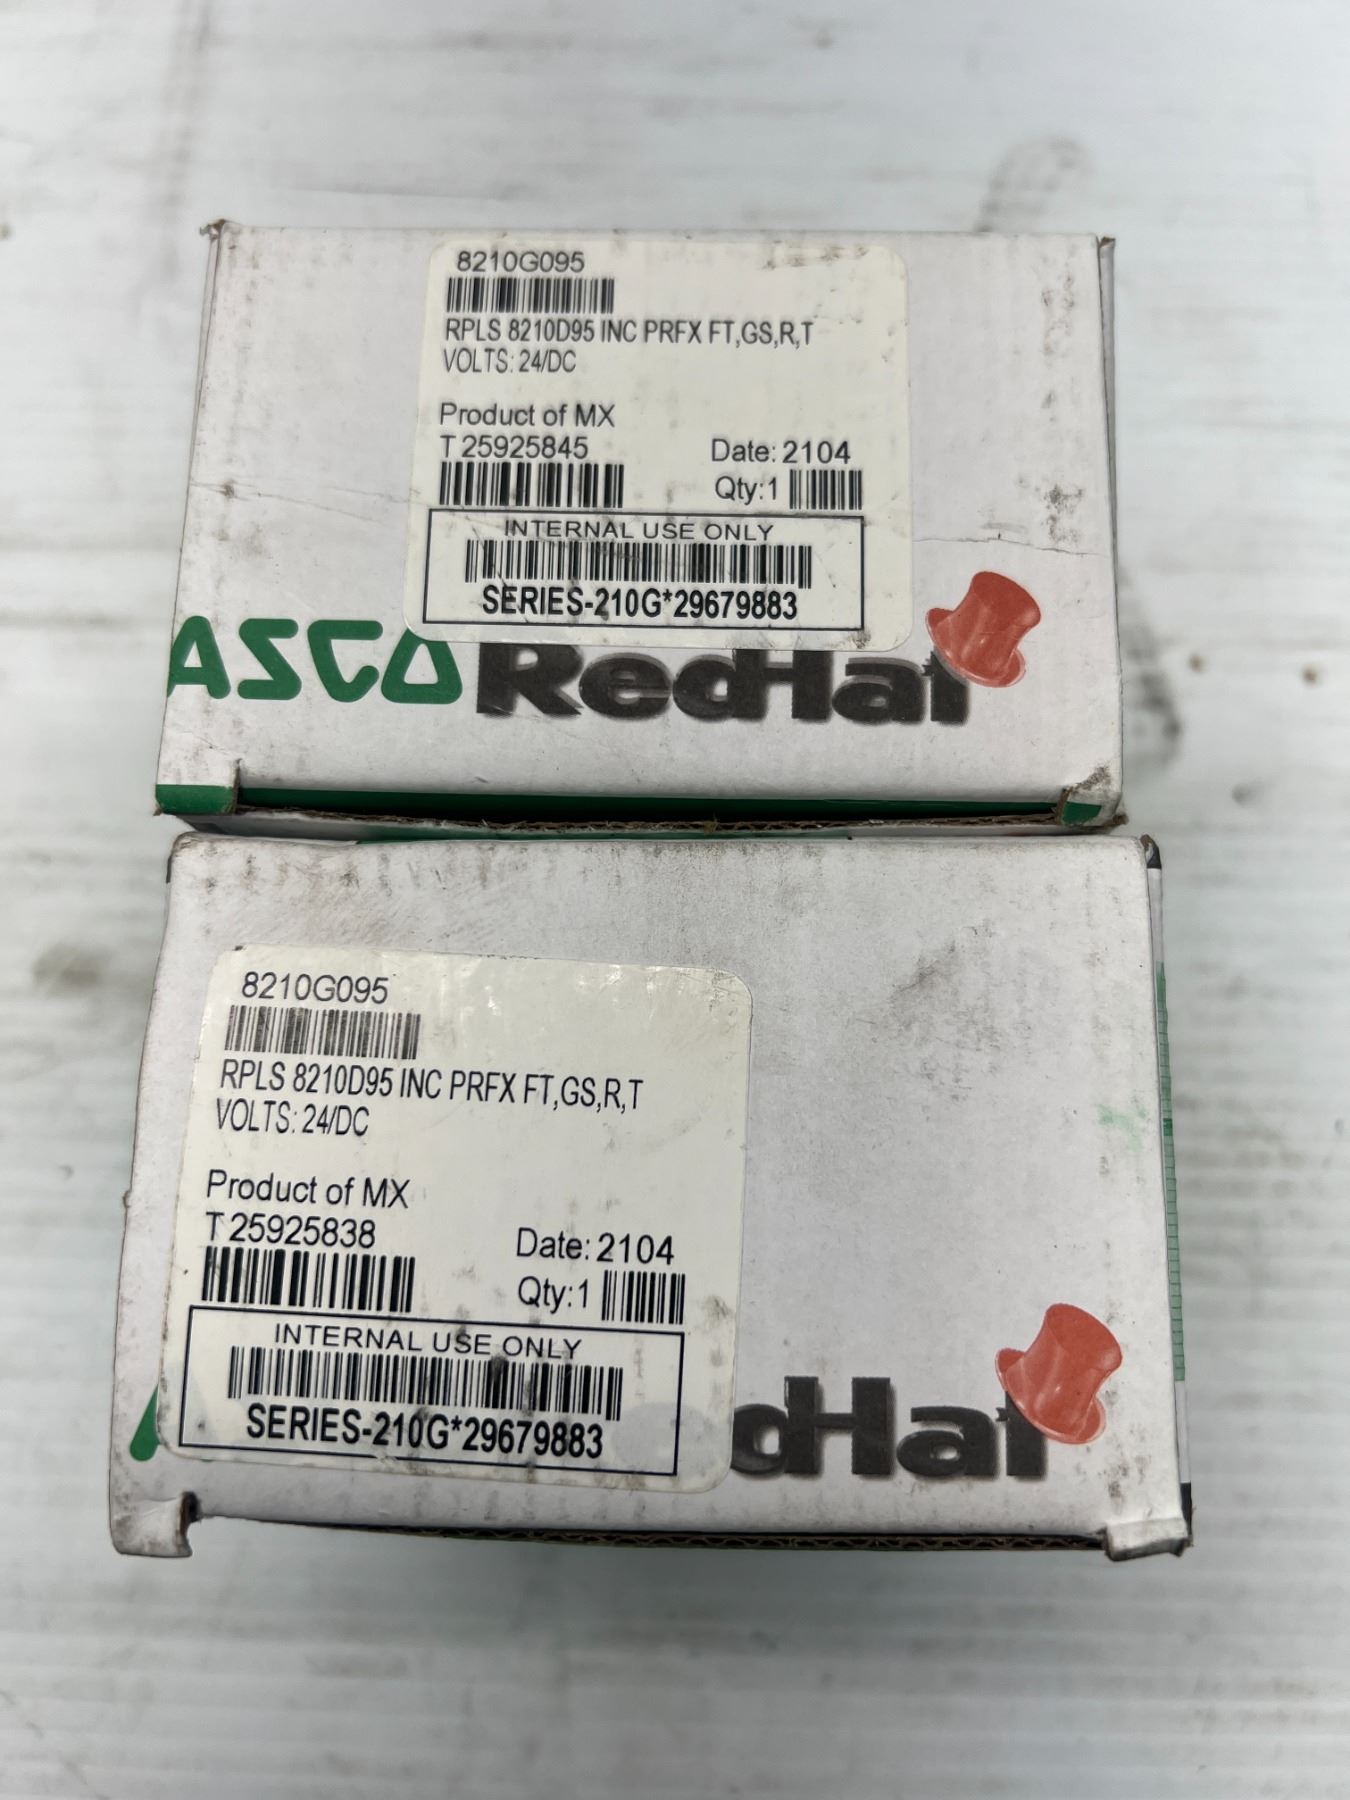 8210G095
RPLS 8210D95 INC PRFX FT,GS,R,T
VOLTS: 24/DC
Product of MX
T 25925845 Date: 2104
Qty:1
INTERNAL USE ONLY
SERIES-210G*29679883
ASCO RedHat
8210G095
RPLS 8210D95 INC PRFX FT,GS,R,T
VOLTS: 24/DC
Product of MX
T 25925838 Date: 2104
Qty:1
INTERNAL USE ONLY
SERIES-210G*29679883
dHat